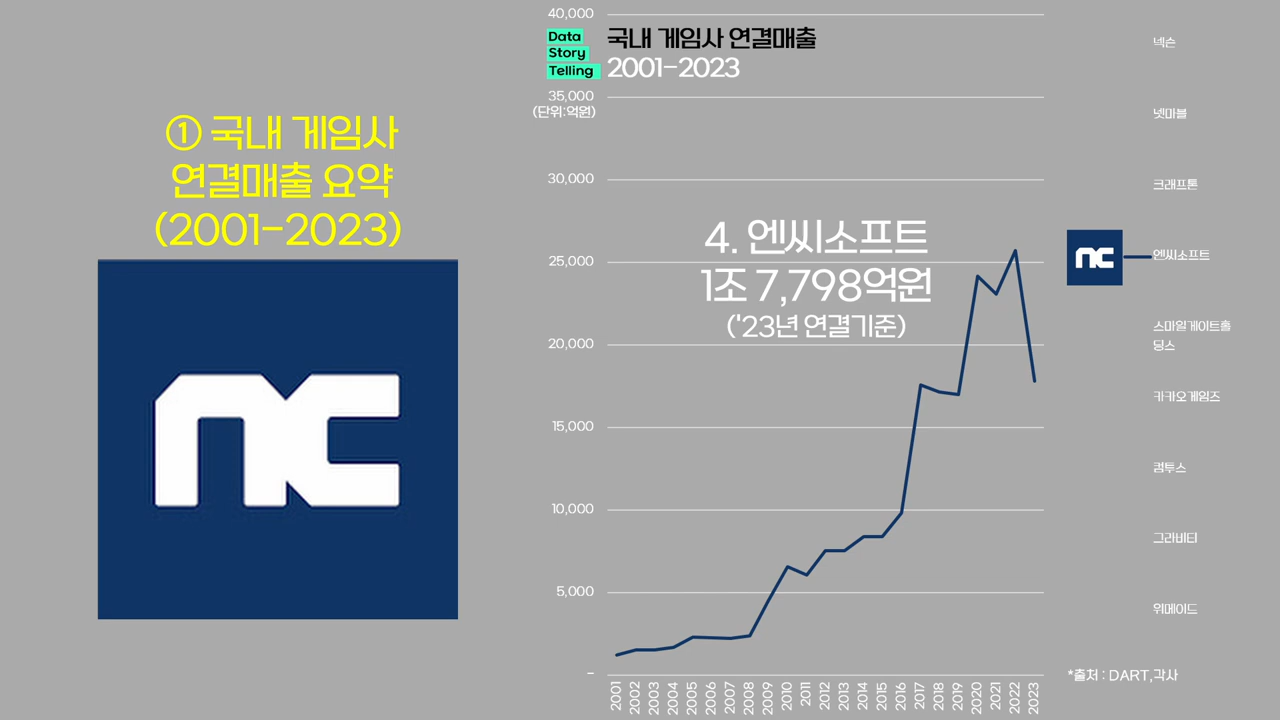 ① 국내 게임사
연결매출 요약
(2001-2023)
nc
Data
Story
Telling
국내 게임사 연결매출
2001-2023
(단위:억원)
40,000
35,000
30,000
25,000
20,000
15,000
10,000
5,000
-
4. 엔씨소프트
1조 7,798억원
('23년 연결기준)
2001
2002
2003
2004
2005
2006
2007
2008
2009
2010
2011
2012
2013
2014
2015
2016
2017
2018
2019
2020
2021
2022
2023
넥슨
넷마블
크래프톤
nc
엔씨소프트
스마일게이트홀
딩스
카카오게임즈
컴투스
그라비티
위메이드
*출처 : DART,각사